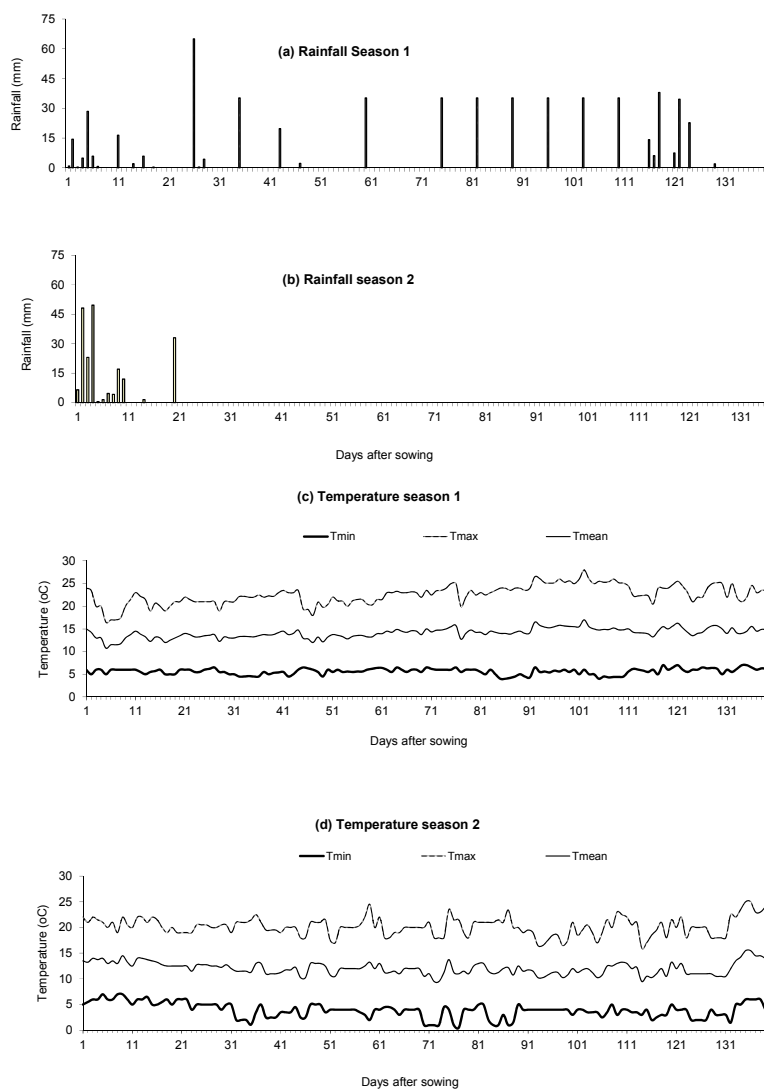 (a) Rainfall Season 1
Rainfall (mm)
75
60
45
30
15
0
1 11 21 31 41 51 61 71 81 91 101 111 121 131
(b) Rainfall season 2
Rainfall (mm)
75
60
45
30
15
0
1 11 21 31 41 51 61 71 81 91 101 111 121 131
Days after sowing
(c) Temperature season 1
Tmin Tmax Tmean
Temperature (oC)
30
25
20
15
10
5
0
1 11 21 31 41 51 61 71 81 91 101 111 121 131
Days after sowing
(d) Temperature season 2
Tmin Tmax Tmean
Temperature (oC)
30
25
20
15
10
5
0
1 11 21 31 41 51 61 71 81 91 101 111 121 131
Days after sowing